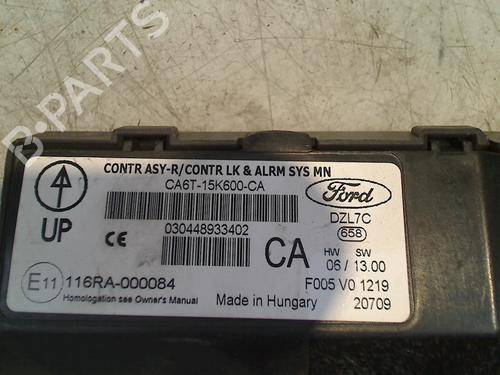 CONTR ASY-R/CONTR LK & ALRM SYS MN
CA6T-15K600-CA
Ford
DZL7C
658
UP
CE
030448933402
CA
HW SW
06 / 13.00
E11 116RA-000084
F005 V0 1219
Homologation see Owner's Manual
Made in Hungary
20709
B-PARTS